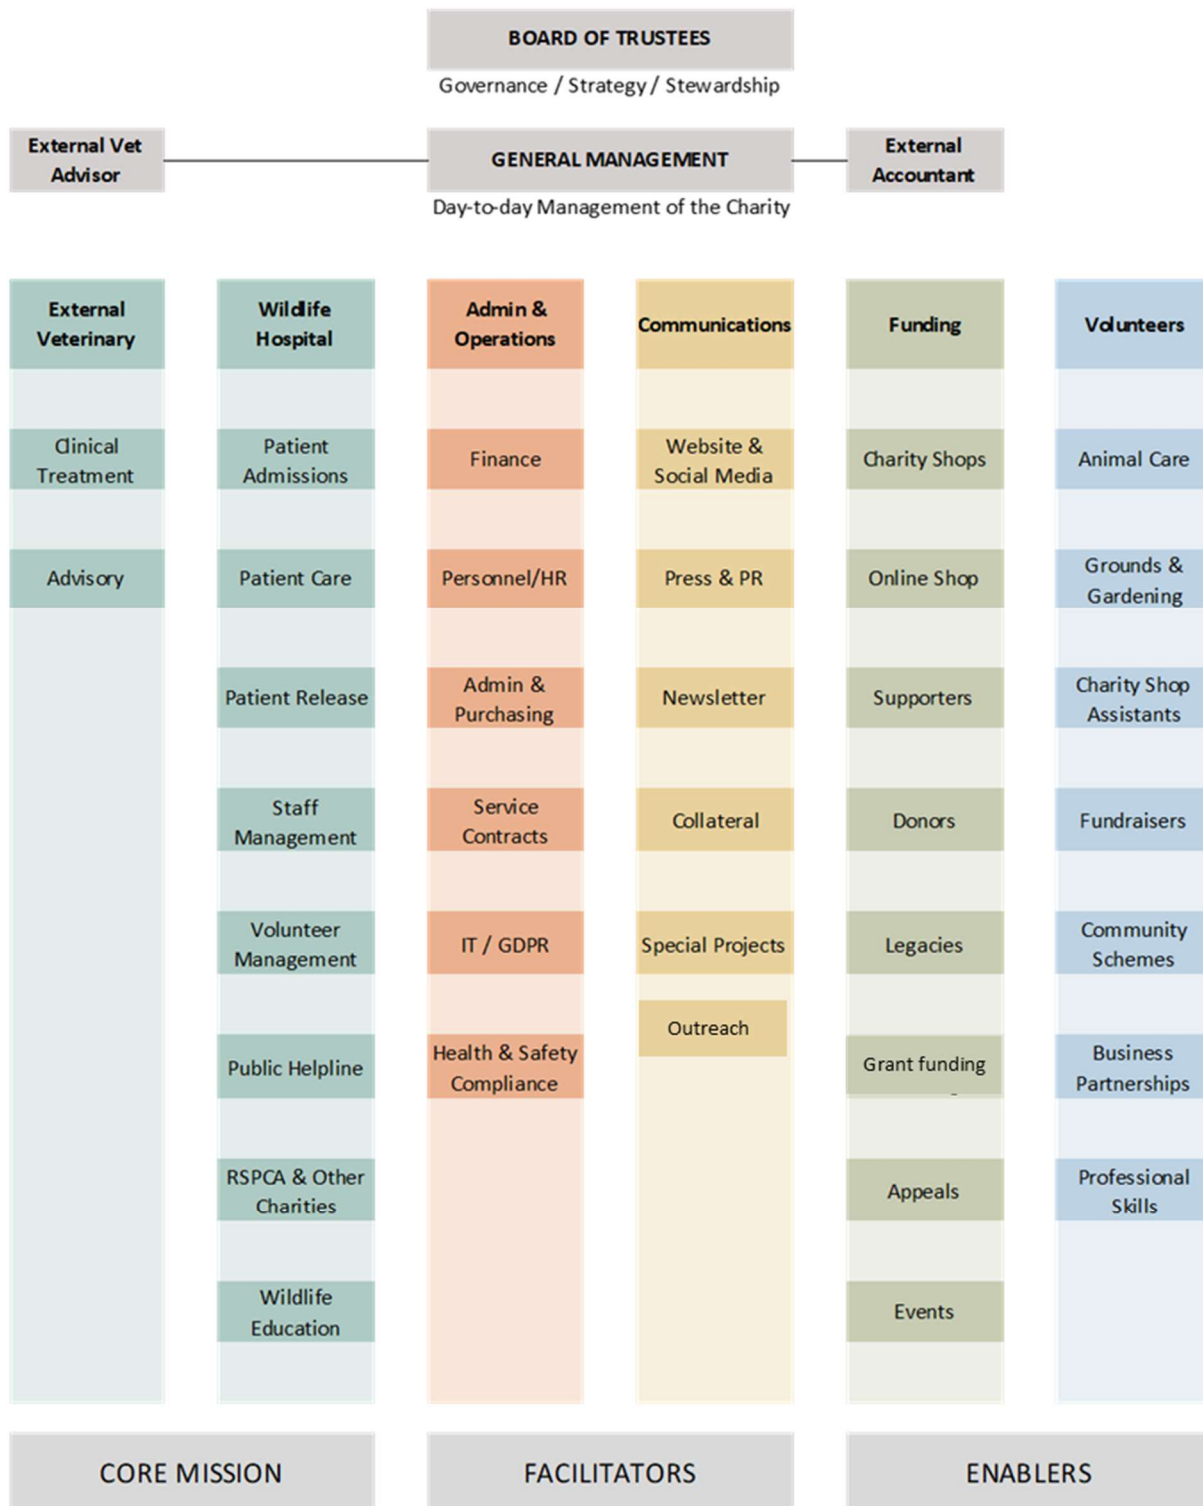 BOARD OF TRUSTEES
Governance / Strategy / Stewardship
External Vet
Advisor
GENERAL MANAGEMENT
External
Accountant
Day-to-day Management of the Charity
External
Veterinary
Clinical
Treatment
Advisory
Wildlife
Hospital
Patient
Admissions
Patient Care
Patient Release
Staff
Management
Volunteer
Management
Public Helpline
RSPCA & Other
Charities
Wildlife
Education
Admin &
Operations
Finance
Personnel/HR
Admin &
Purchasing
Service
Contracts
IT / GDPR
Health & Safety
Compliance
Communications
Website &
Social Media
Press & PR
Newsletter
Collateral
Special Projects
Outreach
Funding
Charity Shops
Online Shop
Supporters
Donors
Legacies
Grant funding
Appeals
Events
Volunteers
Animal Care
Grounds &
Gardening
Charity Shop
Assistants
Fundraisers
Community
Schemes
Business
Partnerships
Professional
Skills
CORE MISSION
FACILITATORS
ENABLERS